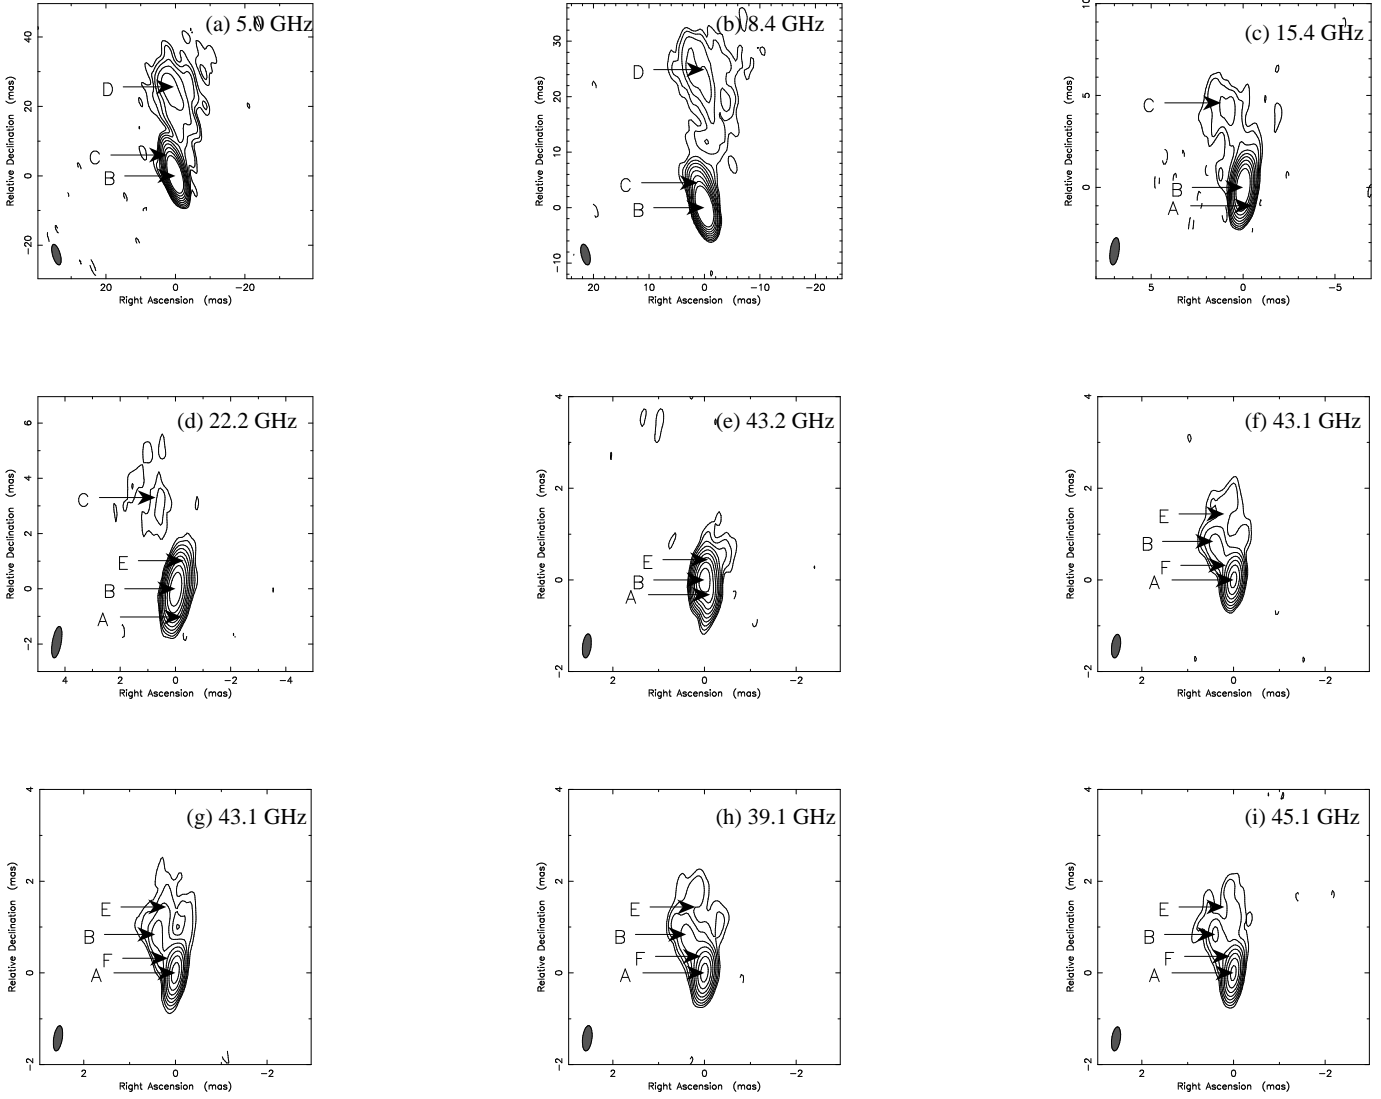 (a) 5.0 GHz
40
20
0
−20
Relative Declination (mas)
D
C
B
20
0
−20
Right Ascension (mas)
(b) 8.4 GHz
30
20
10
0
−10
Relative Declination (mas)
D
C
B
20
10
0
−10
−20
Right Ascension (mas)
(c) 15.4 GHz
10
5
0
Relative Declination (mas)
C
B
A
5
0
−5
Right Ascension (mas)
(d) 22.2 GHz
6
4
2
0
−2
Relative Declination (mas)
C
E
B
A
4
2
0
−2
−4
Right Ascension (mas)
(e) 43.2 GHz
4
2
0
−2
Relative Declination (mas)
E
B
A
2
0
−2
Right Ascension (mas)
(f) 43.1 GHz
4
2
0
−2
Relative Declination (mas)
E
B
F
A
2
0
−2
Right Ascension (mas)
(g) 43.1 GHz
4
2
0
−2
Relative Declination (mas)
E
B
F
A
2
0
−2
Right Ascension (mas)
(h) 39.1 GHz
4
2
0
−2
Relative Declination (mas)
E
B
F
A
2
0
−2
Right Ascension (mas)
(i) 45.1 GHz
4
2
0
−2
Relative Declination (mas)
E
B
F
A
2
0
−2
Right Ascension (mas)